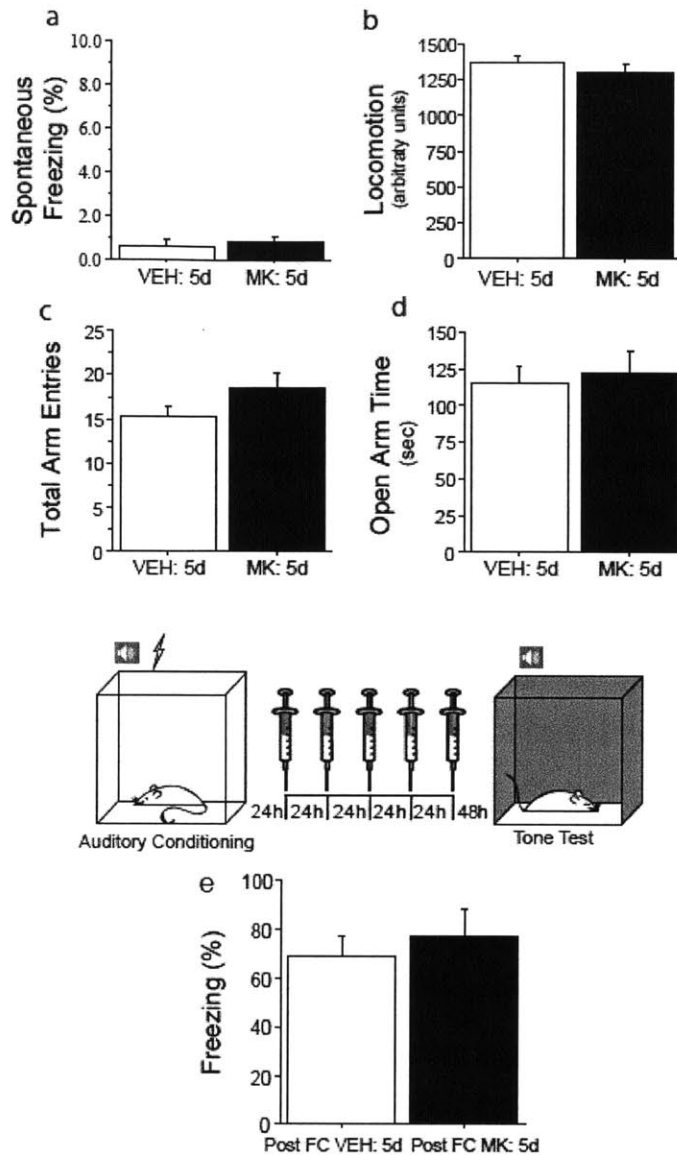 a
Spontaneous
Freezing (%)
10.0
8.0
6.0
4.0
2.0
0.0
VEH: 5d MK: 5d
b
Locomotion
(arbitraty units)
1500
1250
1000
750
500
250
0
VEH: 5d MK: 5d
c
Total Arm Entries
25
20
15
10
5
0
VEH: 5d MK: 5d
d
Open Arm Time
(sec)
150
125
100
75
50
25
0
VEH: 5d MK: 5d
24h 24h 24h 24h 24h 48h
Auditory Conditioning
Tone Test
e
Freezing (%)
100
80
60
40
20
0
Post FC VEH: 5d Post FC MK: 5d